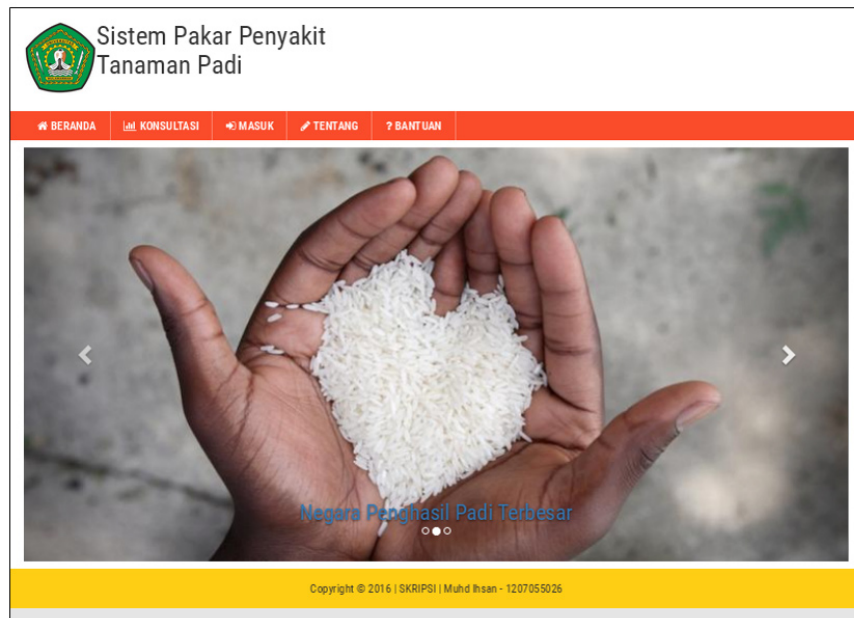 Sistem Pakar Penyakit
Tanaman Padi
BERANDA
KONSULTASI
MASUK
TENTANG
? BANTUAN
Negara Penghasil Padi Terbesar
Copyright © 2016 | SKRIPSI | Muhd Ihsan - 1207055026